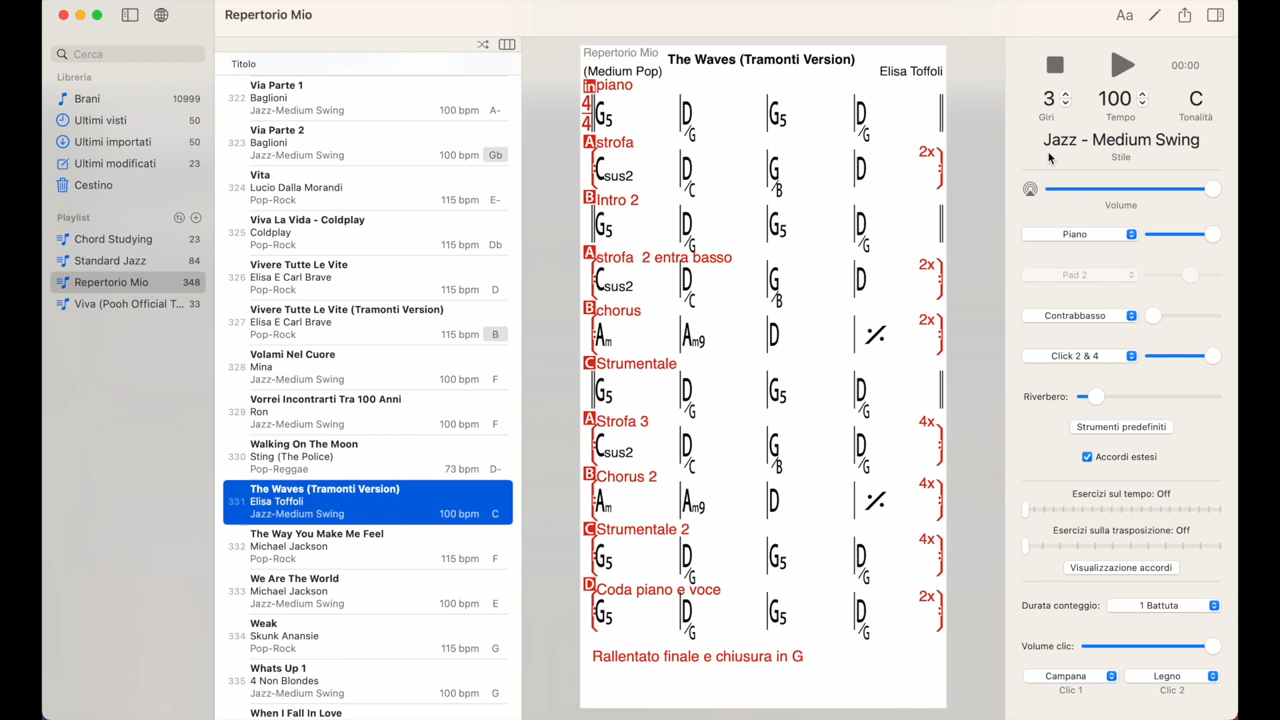 Repertorio Mio
Cerca
Libreria
Brani 10999
Ultimi visti 50
Ultimi importati 50
Ultimi modificati 23
Cestino
Playlist
Chord Studying 23
Standard Jazz 84
Repertorio Mio 348
Viva (Pooh Official T... 33
Titolo
Via Parte 1
322 Baglioni
Jazz-Medium Swing 100 bpm A-
Via Parte 2
323 Baglioni
Jazz-Medium Swing 100 bpm Gb
Vita
324 Lucio Dalla Morandi
Pop-Rock 115 bpm E-
Viva La Vida - Coldplay
325 Coldplay
Pop-Rock 115 bpm Db
Vivere Tutte Le Vite
326 Elisa E Carl Brave
Pop-Rock 115 bpm D
Vivere Tutte Le Vite (Tramonti Version)
327 Elisa E Carl Brave
Pop-Rock 115 bpm B
Volami Nel Cuore
328 Mina
Jazz-Medium Swing 100 bpm F
Vorrei Incontrarti Tra 100 Anni
329 Ron
Jazz-Medium Swing 100 bpm F
Walking On The Moon
330 Sting (The Police)
Pop-Reggae 73 bpm D-
The Waves (Tramonti Version)
331 Elisa Toffoli
Jazz-Medium Swing 100 bpm C
The Way You Make Me Feel
332 Michael Jackson
Pop-Rock 115 bpm F
We Are The World
333 Michael Jackson
Jazz-Medium Swing 100 bpm E
Weak
334 Skunk Anansie
Pop-Rock 115 bpm G
Whats Up 1
335 4 Non Blondes
Jazz-Medium Swing 100 bpm G
When I Fall In Love
Repertorio Mio
The Waves (Tramonti Version)
(Medium Pop) Elisa Toffoli
in piano
4/4 G5 D/G G5 D/G
A strofa
Csus2 D/C G/B D 2x
B Intro 2
G5 D/G G5 D/G
A strofa 2 entra basso
Csus2 D/C G/B D 2x
B chorus
Am Am9 D 2x
C Strumentale
G5 D/G G5 D/G
A Strofa 3
Csus2 D/C G/B D/G 4x
B Chorus 2
Am Am9 D 4x
C Strumentale 2
G5 D/G G5 D/G 4x
D Coda piano e voce
G5 D/G G5 D/G 2x
Rallentato finale e chiusura in G
Aa
00:00
3 100 C
Giri Tempo Tonalità
Jazz - Medium Swing
Stile
Volume
Piano
Pad 2
Contrabbasso
Click 2 & 4
Riverbero:
Strumenti predefiniti
Accordi estesi
Esercizi sul tempo: Off
Esercizi sulla trasposizione: Off
Visualizzazione accordi
Durata conteggio: 1 Battuta
Volume clic:
Campana Legno
Clic 1 Clic 2